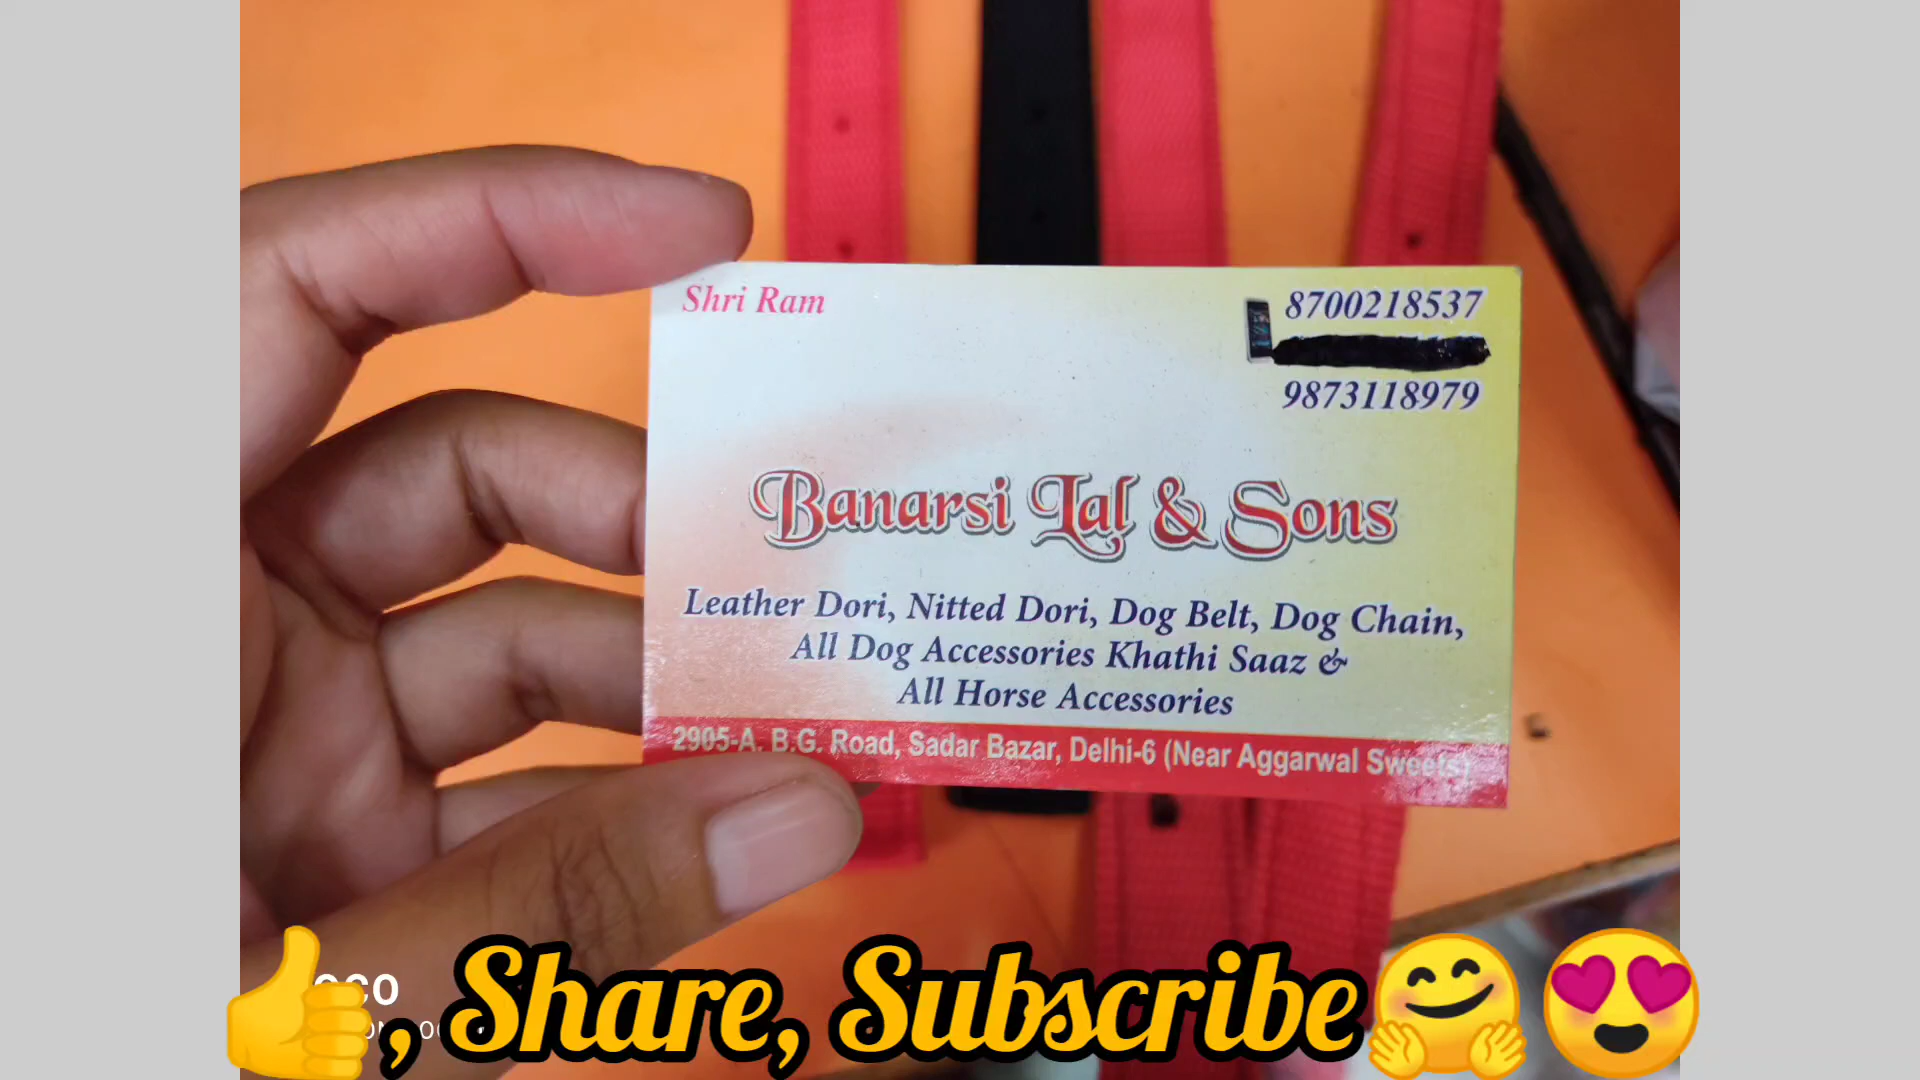 Shri Ram
8700218537
9873118979
Banarsi Lal & Sons
Leather Dori, Nitted Dori, Dog Belt, Dog Chain,
All Dog Accessories Khathi Saaz &
All Horse Accessories
2905-A, B.G. Road, Sadar Bazar, Delhi-6 (Near Aggarwal Sweets)
, Share, Subscribe